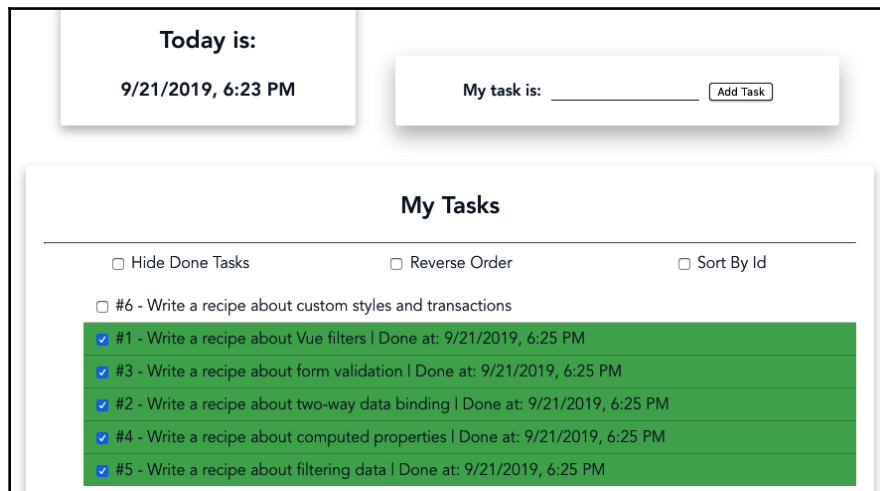 Today is:
9/21/2019, 6:23 PM
My task is:
Add Task
My Tasks
Hide Done Tasks
Reverse Order
Sort By Id
#6 - Write a recipe about custom styles and transactions
#1 - Write a recipe about Vue filters | Done at: 9/21/2019, 6:25 PM
#3 - Write a recipe about form validation | Done at: 9/21/2019, 6:25 PM
#2 - Write a recipe about two-way data binding | Done at: 9/21/2019, 6:25 PM
#4 - Write a recipe about computed properties | Done at: 9/21/2019, 6:25 PM
#5 - Write a recipe about filtering data | Done at: 9/21/2019, 6:25 PM